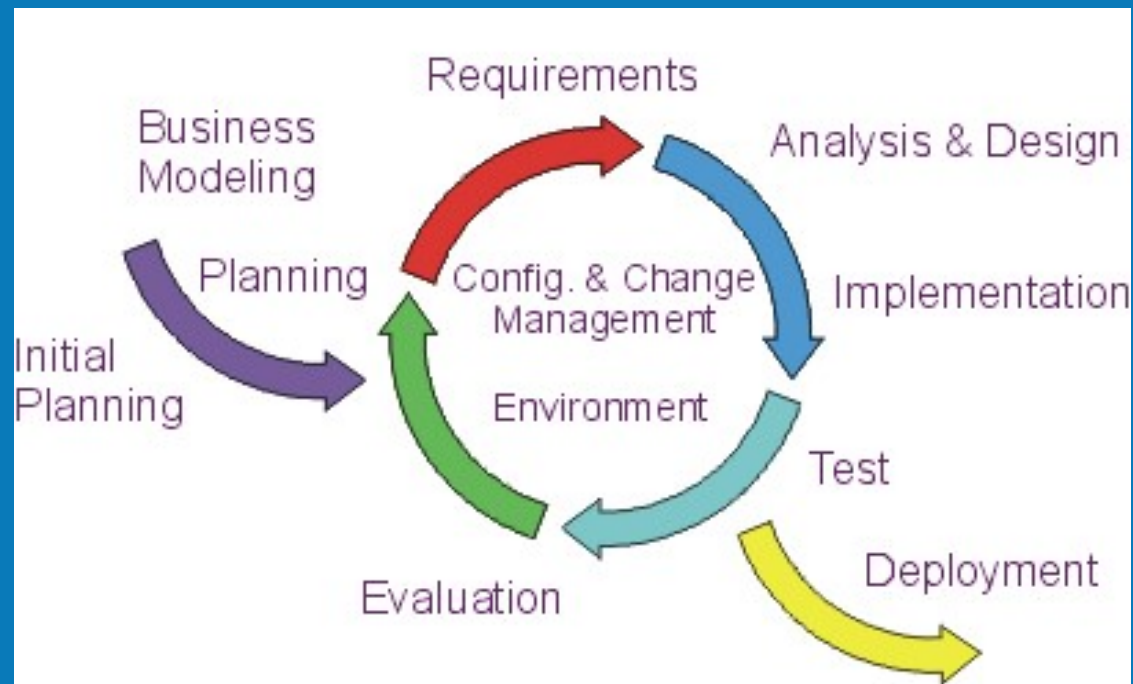 Requirements
Business
Modeling
Analysis & Design
Planning
Config. & Change
Management
Implementation
Initial
Planning
Environment
Test
Evaluation
Deployment